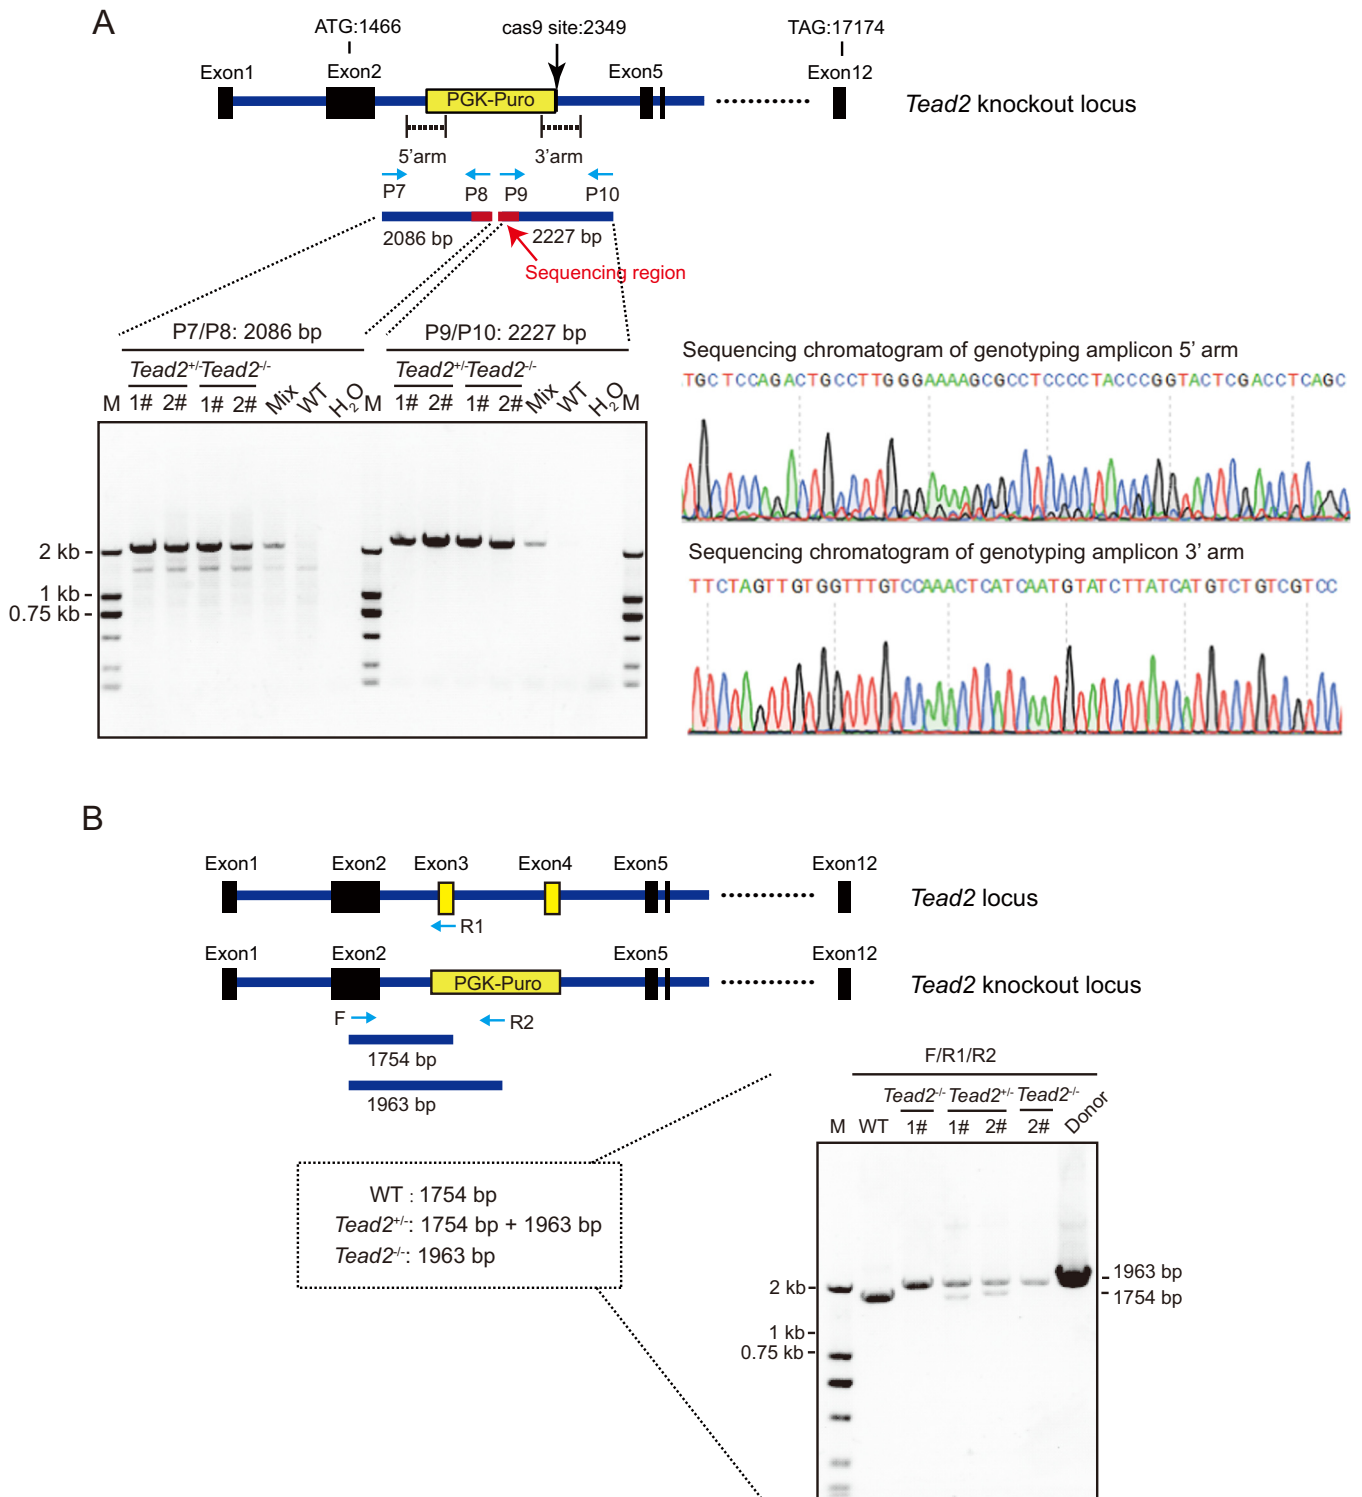 A
ATG:1466 cas9 site:2349 TAG:17174
Exon1 Exon2 Exon5 Exon12
PGK-Puro
Tead2 knockout locus
5'arm 3'arm
P7 P8 P9 P10
2086 bp 2227 bp
Sequencing region
P7/P8: 2086 bp P9/P10: 2227 bp
Tead2+/- Tead2-/- Tead2+/- Tead2-/-
M 1# 2# 1# 2# Mix WT H2O M 1# 2# 1# 2# Mix WT H2O M
2 kb
1 kb
0.75 kb
Sequencing chromatogram of genotyping amplicon 5' arm
TGCTCCAGACTGCCTTGGGAAAAGCGCCTCCCCTACCCGGTACTCGACCTCAGC
Sequencing chromatogram of genotyping amplicon 3' arm
TTCTAGTTGTGGTTTGTCCAAACTCATCAATGTATCTTATCATGTCTGTCGTCC
B
Exon1 Exon2 Exon3 Exon4 Exon5 Exon12
Tead2 locus
R1
Exon1 Exon2 Exon5 Exon12
PGK-Puro
Tead2 knockout locus
F R2
1754 bp
1963 bp
WT : 1754 bp
Tead2+/-: 1754 bp + 1963 bp
Tead2-/-: 1963 bp
F/R1/R2
Tead2-/- Tead2+/- Tead2-/-
M WT 1# 1# 2# 2# Donor
2 kb
1 kb
0.75 kb
1963 bp
1754 bp